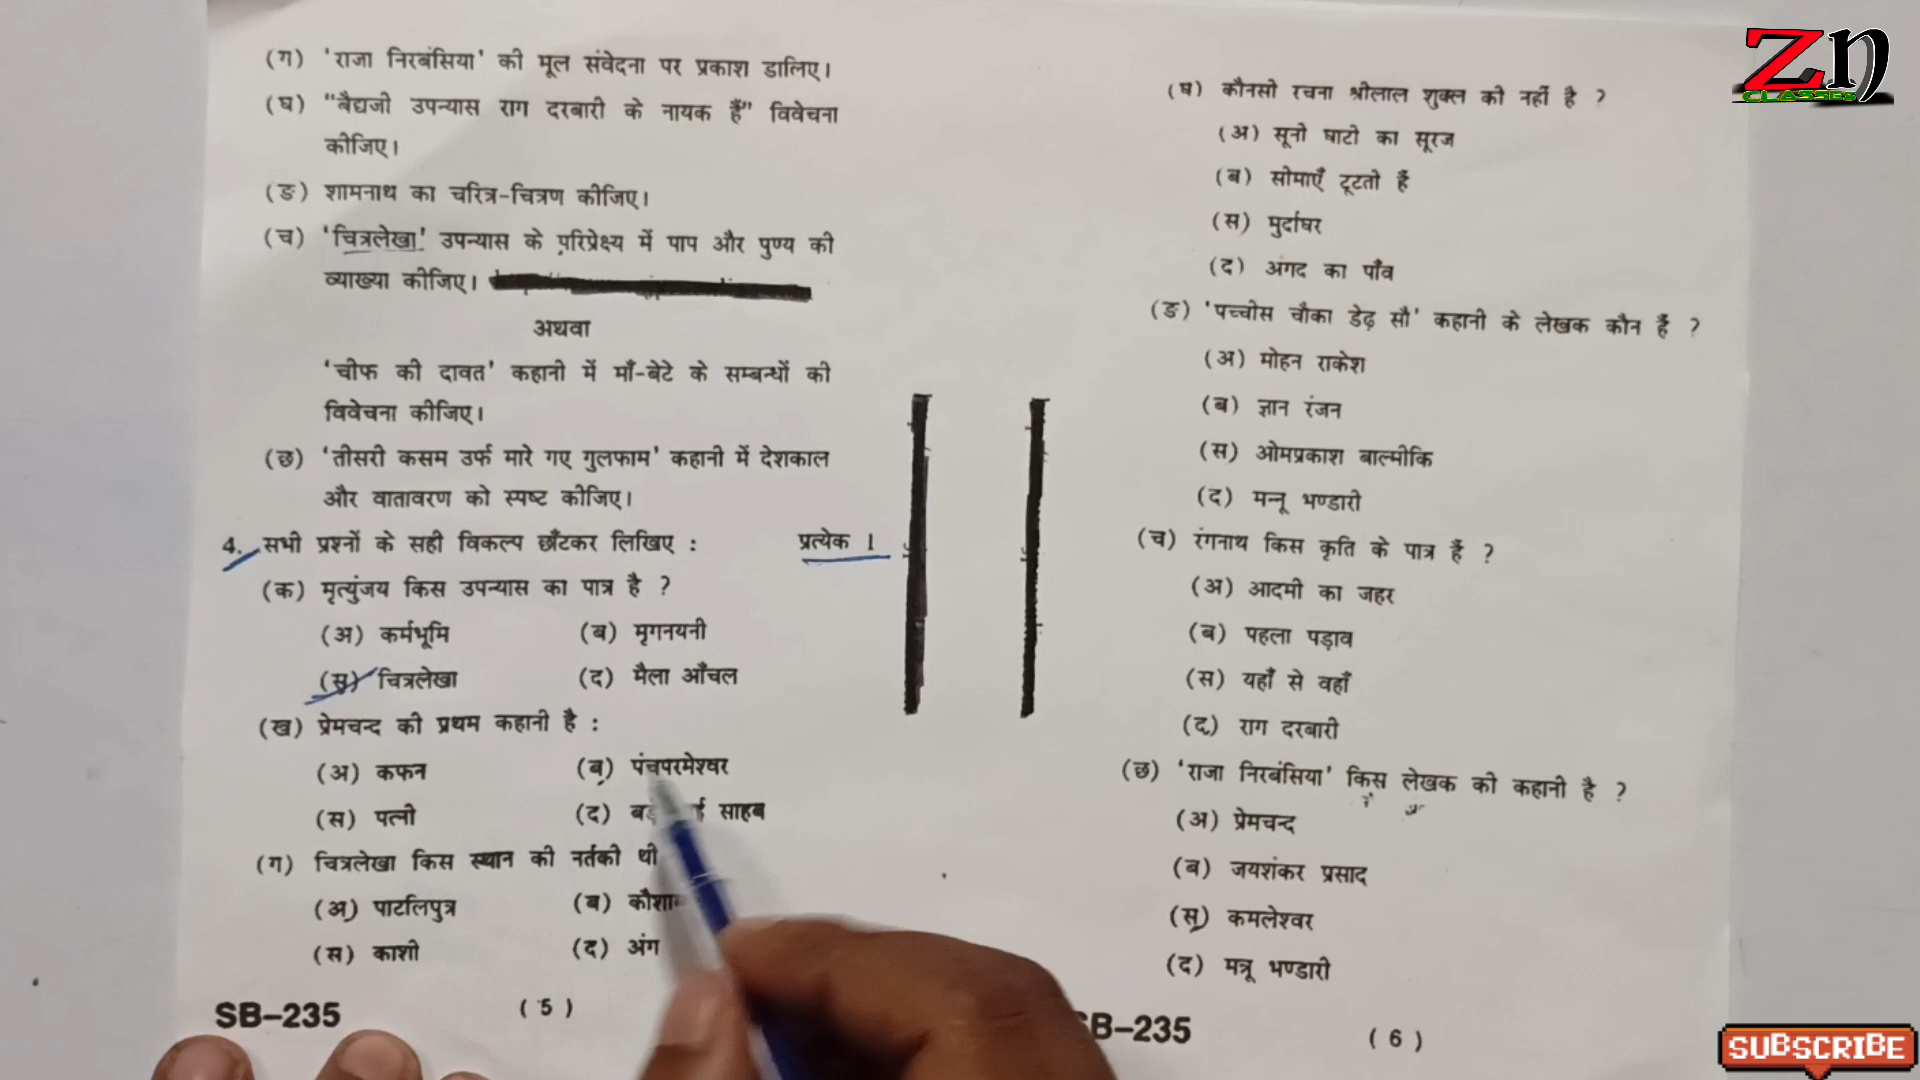 (ग) 'राजा निरबंसिया' की मूल संवेदना पर प्रकाश डालिए।
(घ) "बैद्यजी उपन्यास राग दरबारी के नायक हैं" विवेचना
कीजिए।
(ङ) शामनाथ का चरित्र-चित्रण कीजिए।
(च) 'चित्रलेखा' उपन्यास के परिप्रेक्ष्य में पाप और पुण्य की
व्याख्या कीजिए।
अथवा
'चीफ की दावत' कहानी में माँ-बेटे के सम्बन्धों की
विवेचना कीजिए।
(छ) 'तीसरी कसम उर्फ मारे गए गुलफाम' कहानी में देशकाल
और वातावरण को स्पष्ट कीजिए।
4. सभी प्रश्नों के सही विकल्प छाँटकर लिखिए : प्रत्येक 1
(क) मृत्युंजय किस उपन्यास का पात्र है ?
(अ) कर्मभूमि (ब) मृगनयनी
(स) चित्रलेखा (द) मैला आँचल
(ख) प्रेमचन्द की प्रथम कहानी है :
(अ) कफन (ब) पंचपरमेश्वर
(स) पत्नी (द) साहब
(ग) चित्रलेखा किस स्थान की नर्तकी थी
(अ) पाटलिपुत्र (ब)
(स) काशी (द) अंग
SB-235 ( 5 )
(घ) कौनसी रचना श्रीलाल शुक्ल की नहीं है ?
(अ) सूनी घाटी का सूरज
(ब) सीमाएँ टूटती हैं
(स) मुर्दाघर
(द) अंगद का पाँव
(ङ) 'पच्चीस चौका डेढ़ सौ' कहानी के लेखक कौन हैं ?
(अ) मोहन राकेश
(ब) ज्ञान रंजन
(स) ओमप्रकाश बाल्मीकि
(द) मन्नू भण्डारी
(च) रंगनाथ किस कृति के पात्र हैं ?
(अ) आदमी का जहर
(ब) पहला पड़ाव
(स) यहाँ से वहाँ
(द) राग दरबारी
(छ) 'राजा निरबंसिया' किस लेखक की कहानी है ?
(अ) प्रेमचन्द
(ब) जयशंकर प्रसाद
(स) कमलेश्वर
(द) मन्नू भण्डारी
B-235 ( 6 )
Zn
CLASSES
SUBSCRIBE